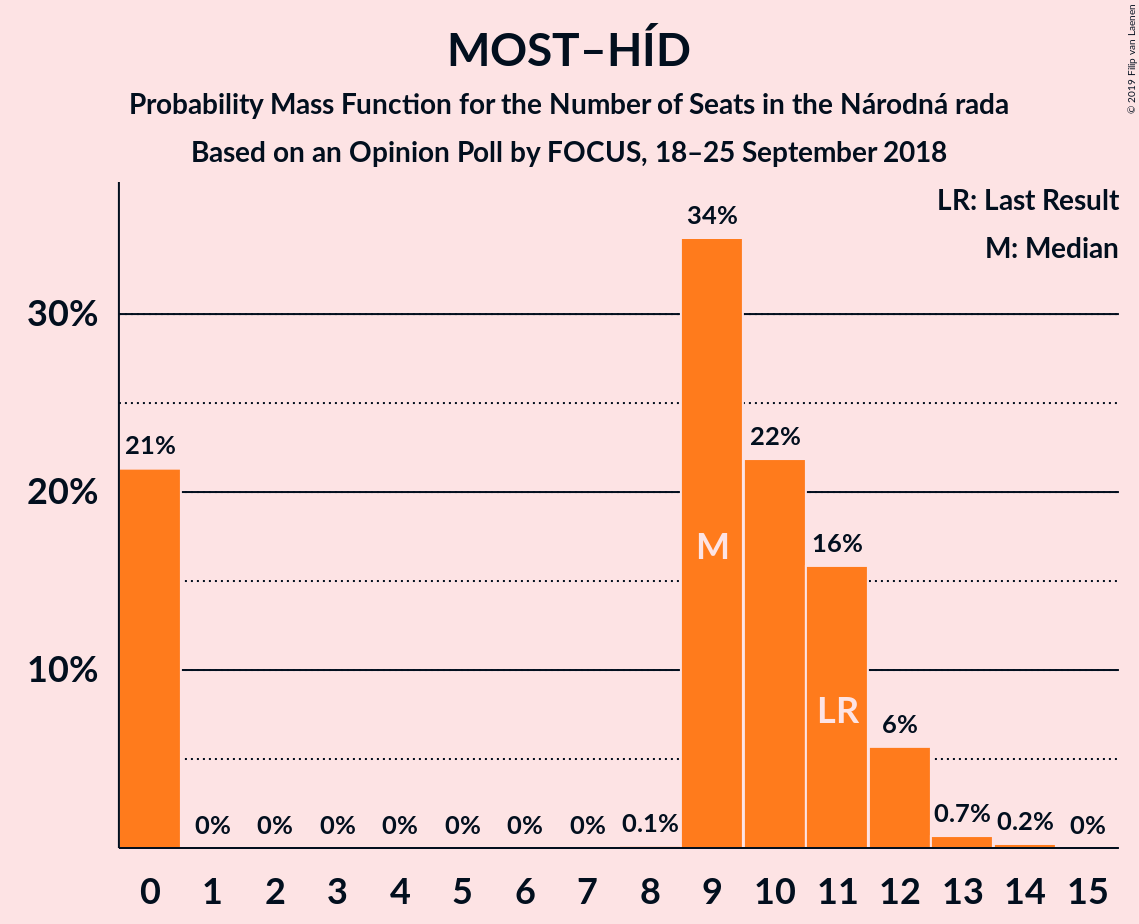 MOST–HÍD
Probability Mass Function for the Number of Seats in the Národná rada
Based on an Opinion Poll by FOCUS, 18–25 September 2018
© 2019 Filip van Laenen
LR: Last Result
M: Median
30%
20%
10%
21%
0%
0%
0%
0%
0%
0%
0%
0.1%
34%
22%
16%
6%
0.7%
0.2%
0%
M
LR
0 1 2 3 4 5 6 7 8 9 10 11 12 13 14 15